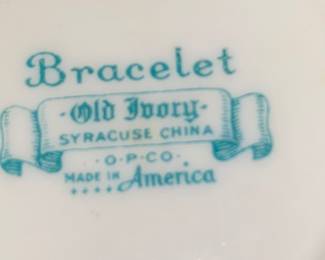 Bracelet
-Old Ivory-
SYRACUSE CHINA
·O·P·CO·
MADE IN America